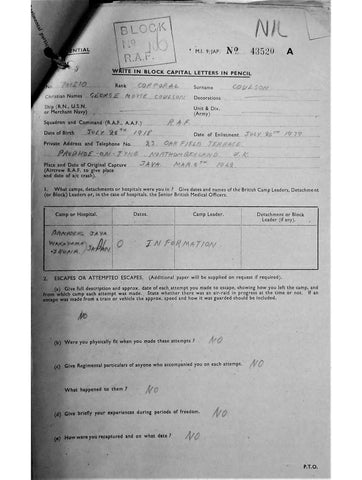 BLOCK
No
R.A.F.
NIL
ENTIAL
M.I. 9/JAP. No 43520 A
WRITE IN BLOCK CAPITAL LETTERS IN PENCIL
No. Rank CORPORAL Surname COULSON
Christian Names GEORGE COULSON Decorations
Ship (R.N., U.S.N. or Merchant Navy) Unit & Div. (Army)
Squadron and Command (R.A.F., A.A.F.) R.A.F.
Date of Birth JULY 1918 Date of Enlistment JULY 1939
Private Address and Telephone No. 23 OAKFIELD TERRACE
PRUDHOE-ON-TYNE NORTHUMBERLAND U.K.
Place and Date of Original Capture JAVA MAR 1942
(Aircrew R.A.F. to give place
and date of a/c crash).
1. What camps, detachments or hospitals were you in? Give dates and names of the British Camp Leaders, Detachment
(or Block) Leaders or, in the case of hospitals, the Senior British Medical Officers.
Camp or Hospital. Dates. Camp Leader. Detachment or Block Leader (if any).
JAVA
WAKAYAMA JAPAN NO INFORMATION
IKUNA
2. ESCAPES OR ATTEMPTED ESCAPES. (Additional paper will be supplied on request if required).
(a) Give full description and approx. date of each attempt you made to escape, showing how you left the camp, and
from which camp each attempt was made. State whether there was an air-raid in progress at the time or not. If an
escape was made from a train or vehicle the approx. speed and how it was guarded should be included.
NO
(b) Were you physically fit when you made these attempts? NO
(c) Give Regimental particulars of anyone who accompanied you on each attempt. NO
What happened to them? NO
(d) Give briefly your experiences during periods of freedom. NO
(e) How were you recaptured and on what date? NO
P.T.O.